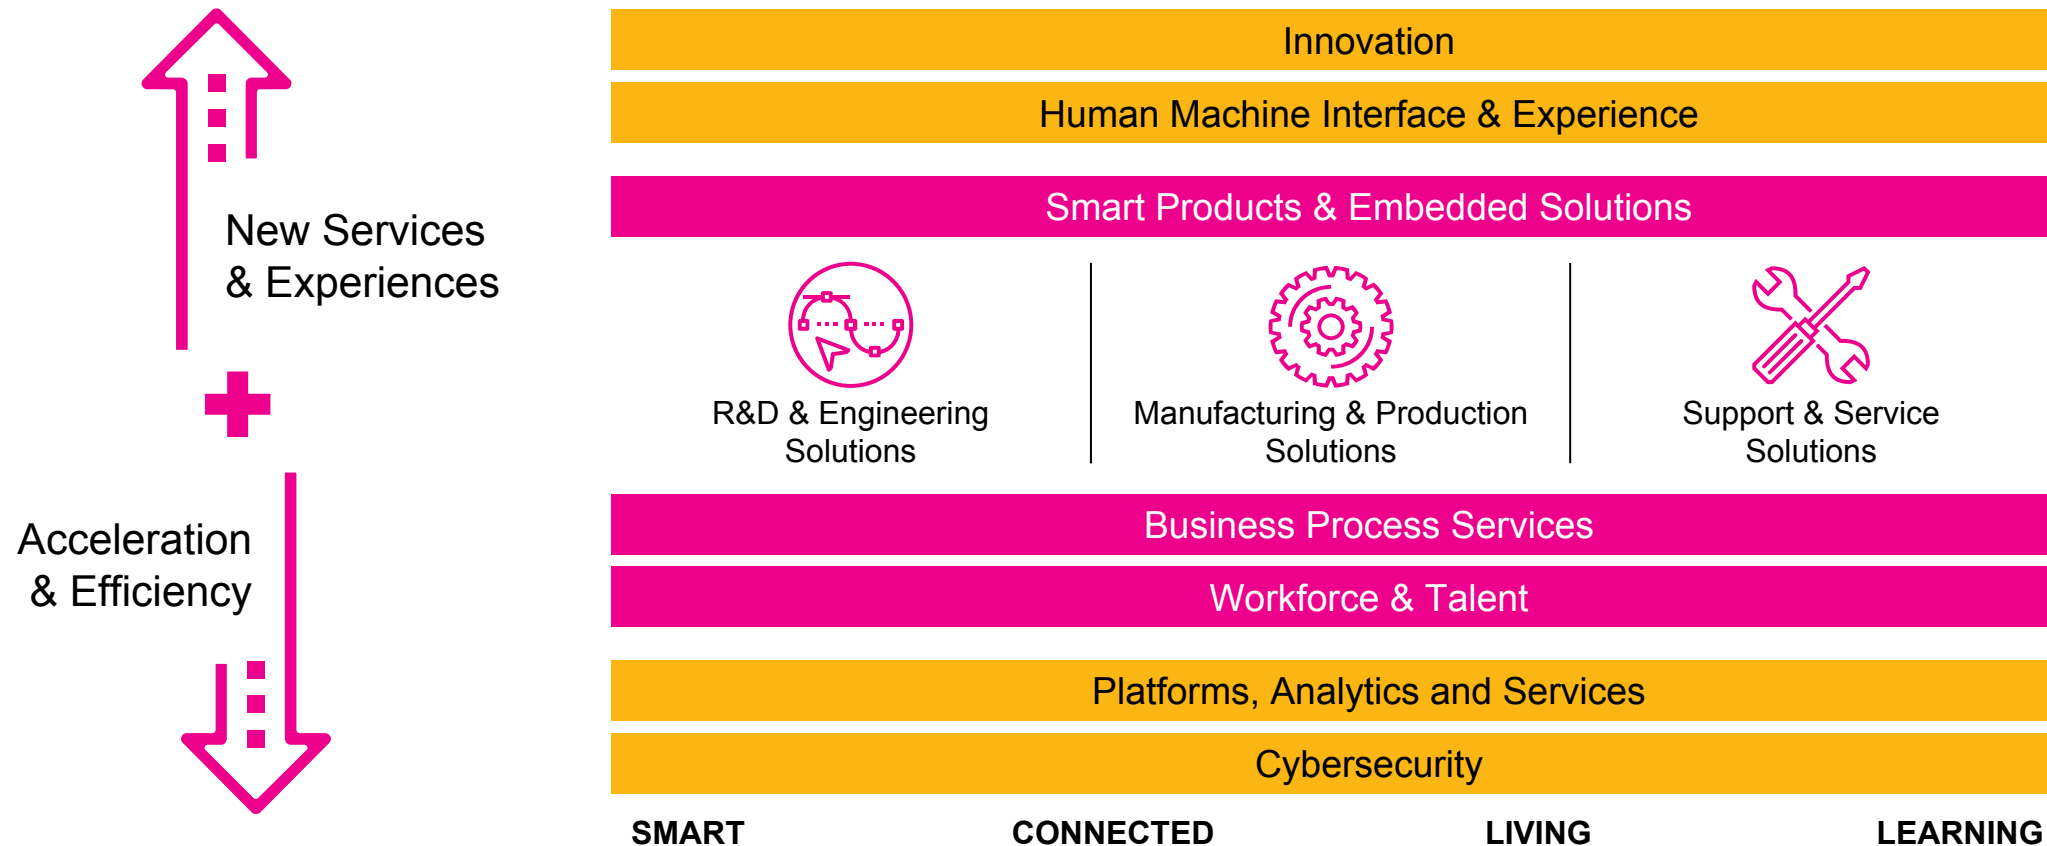 New Services
& Experiences
Acceleration
& Efficiency
Innovation
Human Machine Interface & Experience
Smart Products & Embedded Solutions
R&D & Engineering
Solutions
Manufacturing & Production
Solutions
Support & Service
Solutions
Business Process Services
Workforce & Talent
Platforms, Analytics and Services
Cybersecurity
SMART
CONNECTED
LIVING
LEARNING